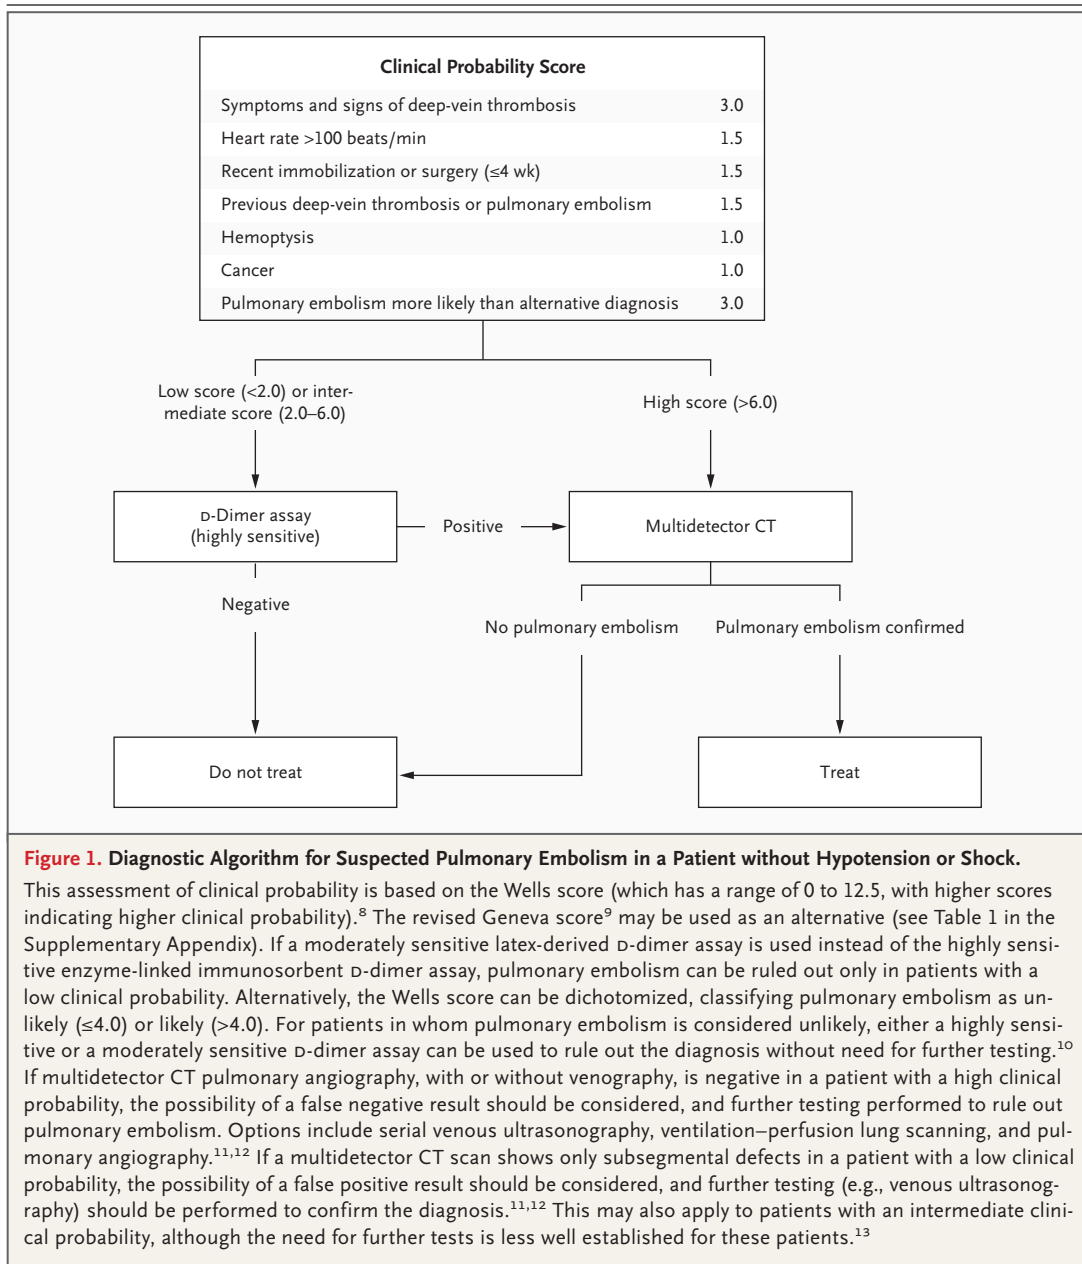 Clinical Probability Score
Symptoms and signs of deep-vein thrombosis 3.0
Heart rate >100 beats/min 1.5
Recent immobilization or surgery (≤4 wk) 1.5
Previous deep-vein thrombosis or pulmonary embolism 1.5
Hemoptysis 1.0
Cancer 1.0
Pulmonary embolism more likely than alternative diagnosis 3.0
Low score (<2.0) or inter-
mediate score (2.0–6.0)
High score (>6.0)
D-Dimer assay
(highly sensitive)
Positive
Multidetector CT
Negative
No pulmonary embolism
Pulmonary embolism confirmed
Do not treat
Treat
Figure 1. Diagnostic Algorithm for Suspected Pulmonary Embolism in a Patient without Hypotension or Shock.
This assessment of clinical probability is based on the Wells score (which has a range of 0 to 12.5, with higher scores
indicating higher clinical probability).8 The revised Geneva score9 may be used as an alternative (see Table 1 in the
Supplementary Appendix). If a moderately sensitive latex-derived D-dimer assay is used instead of the highly sensi-
tive enzyme-linked immunosorbent D-dimer assay, pulmonary embolism can be ruled out only in patients with a
low clinical probability. Alternatively, the Wells score can be dichotomized, classifying pulmonary embolism as un-
likely (≤4.0) or likely (>4.0). For patients in whom pulmonary embolism is considered unlikely, either a highly sensi-
tive or a moderately sensitive D-dimer assay can be used to rule out the diagnosis without need for further testing.10
If multidetector CT pulmonary angiography, with or without venography, is negative in a patient with a high clinical
probability, the possibility of a false negative result should be considered, and further testing performed to rule out
pulmonary embolism. Options include serial venous ultrasonography, ventilation–perfusion lung scanning, and pul-
monary angiography.11,12 If a multidetector CT scan shows only subsegmental defects in a patient with a low clinical
probability, the possibility of a false positive result should be considered, and further testing (e.g., venous ultrasonog-
raphy) should be performed to confirm the diagnosis.11,12 This may also apply to patients with an intermediate clini-
cal probability, although the need for further tests is less well established for these patients.13